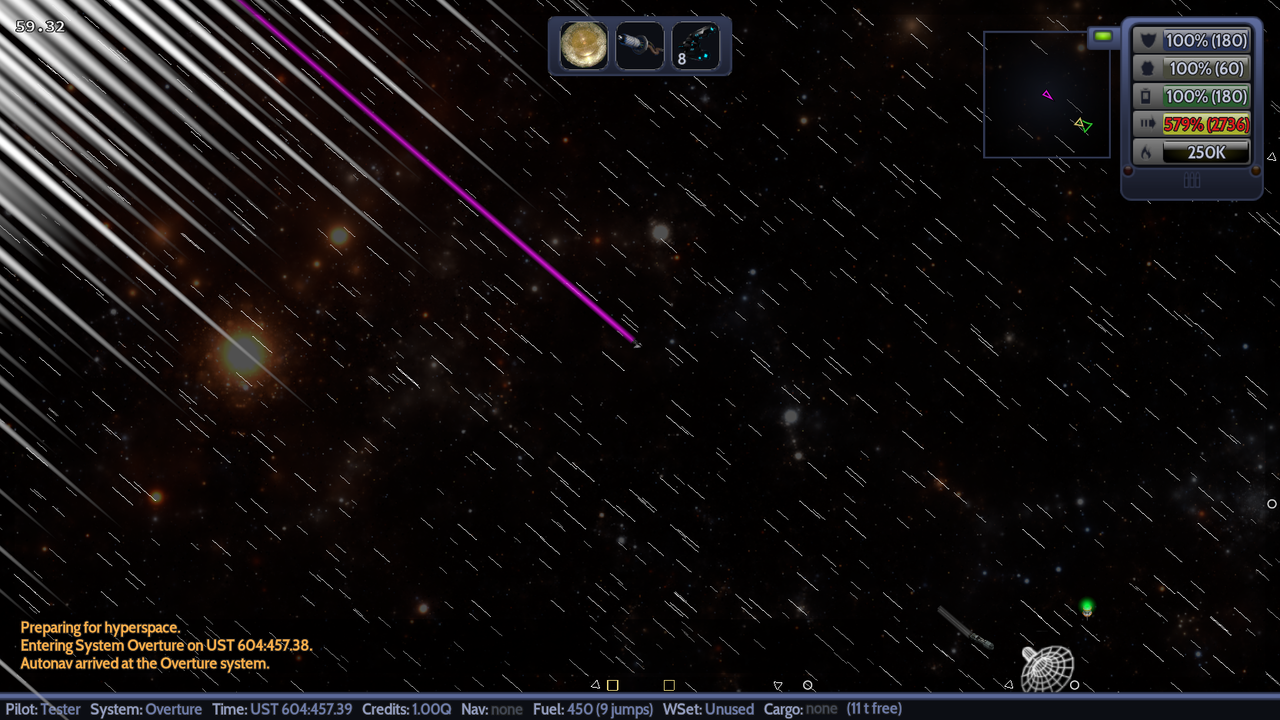 59.32
8
100% (180)
100% (60)
100% (180)
579% (2736)
250K
Preparing for hyperspace.
Entering System Overture on UST 604:457.38.
Autonav arrived at the Overture system.
Pilot: Tester System: Overture Time: UST 604:457.39 Credits: 1.00Q Nav: none Fuel: 450 (9 jumps) WSet: Unused Cargo: none (11 t free)